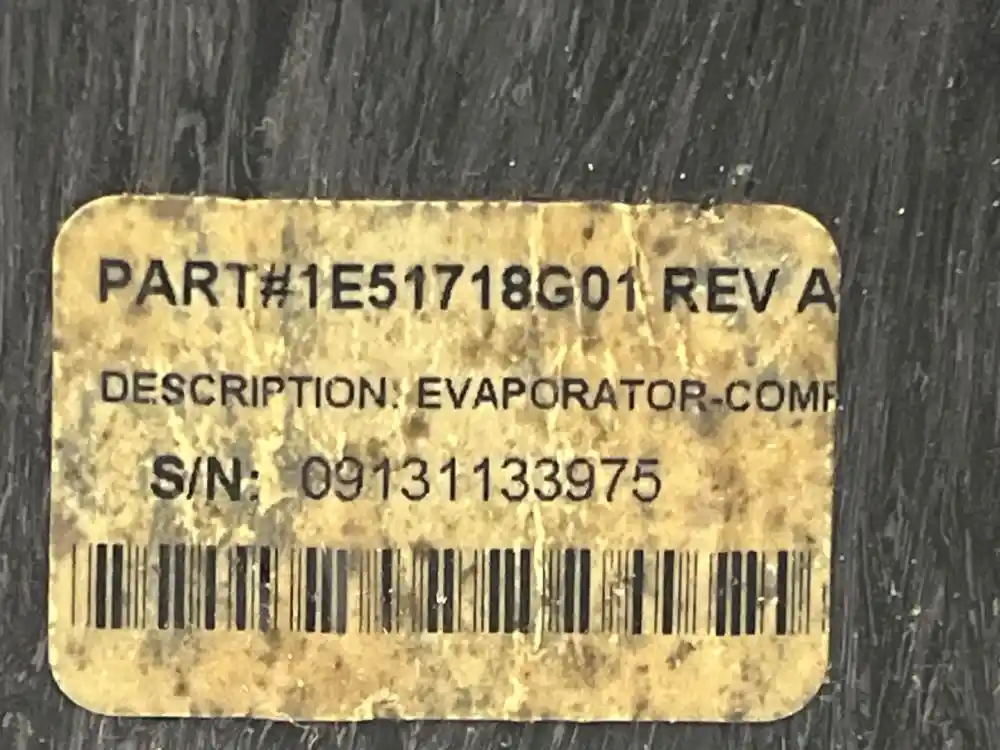 PART#1E51718G01 REV A
DESCRIPTION: EVAPORATOR-COMP
S/N: 09131133975